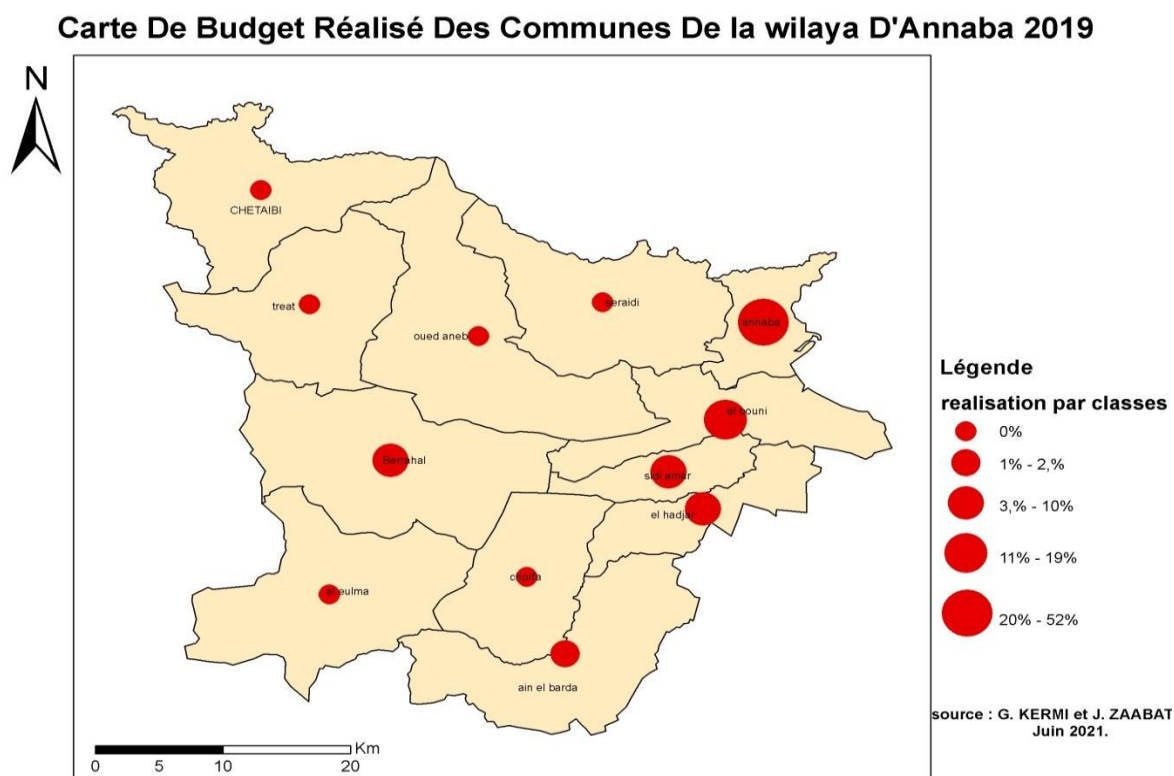 Carte De Budget Réalisé Des Communes De la wilaya D'Annaba 2019
N
CHETAIBI
treat
oued aneb
seraidi
annaba
el bouni
Berrahal
sidi amar
el hadjar
chorfa
el eulma
ain el barda
Légende
realisation par classes
0%
1% - 2,%
3,% - 10%
11% - 19%
20% - 52%
source : G. KERMI et J. ZAABAT
Juin 2021.
Km
0 5 10 20